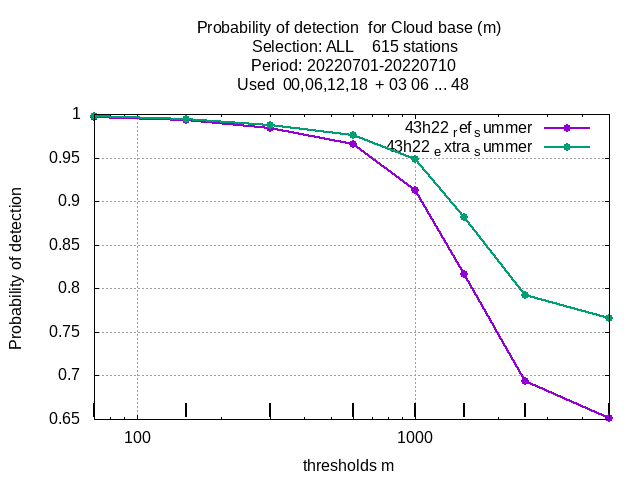 Probability of detection  for Cloud base (m)
Selection: ALL    615 stations
Period: 20220701-20220710
Used  00,06,12,18  + 03 06 ... 48
43h22 ref summer
43h22 extra summer
1
0.95
0.9
0.85
0.8
0.75
0.7
0.65
Probability of detection
100
1000
thresholds m